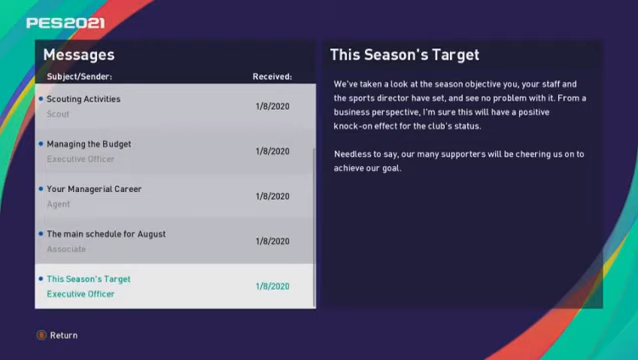 PES2021
Messages
Subject/Sender: Received:
Scouting Activities
Scout
1/8/2020
Managing the Budget
Executive Officer
1/8/2020
Your Managerial Career
Agent
1/8/2020
The main schedule for August
Associate
1/8/2020
This Season's Target
Executive Officer
1/8/2020
This Season's Target
We've taken a look at the season objective you, your staff and
the sports director have set, and see no problem with it. From a
business perspective, I'm sure this will have a positive
knock-on effect for the club's status.
Needless to say, our many supporters will be cheering us on to
achieve our goal.
Return